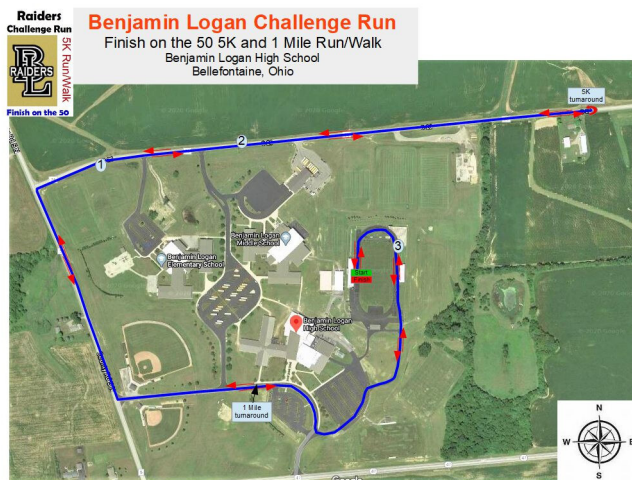 Raiders
Challenge Run
BL
RAIDERS
5K Run/Walk
Finish on the 50
Benjamin Logan Challenge Run
Finish on the 50 5K and 1 Mile Run/Walk
Benjamin Logan High School
Bellefontaine, Ohio
5K
turnaround
1
2
3
Benjamin Logan
Middle School
Benjamin Logan
Elementary School
Start
Finish
Benjamin Logan
High School
1 Mile
turnaround
Google
N
W
E
S